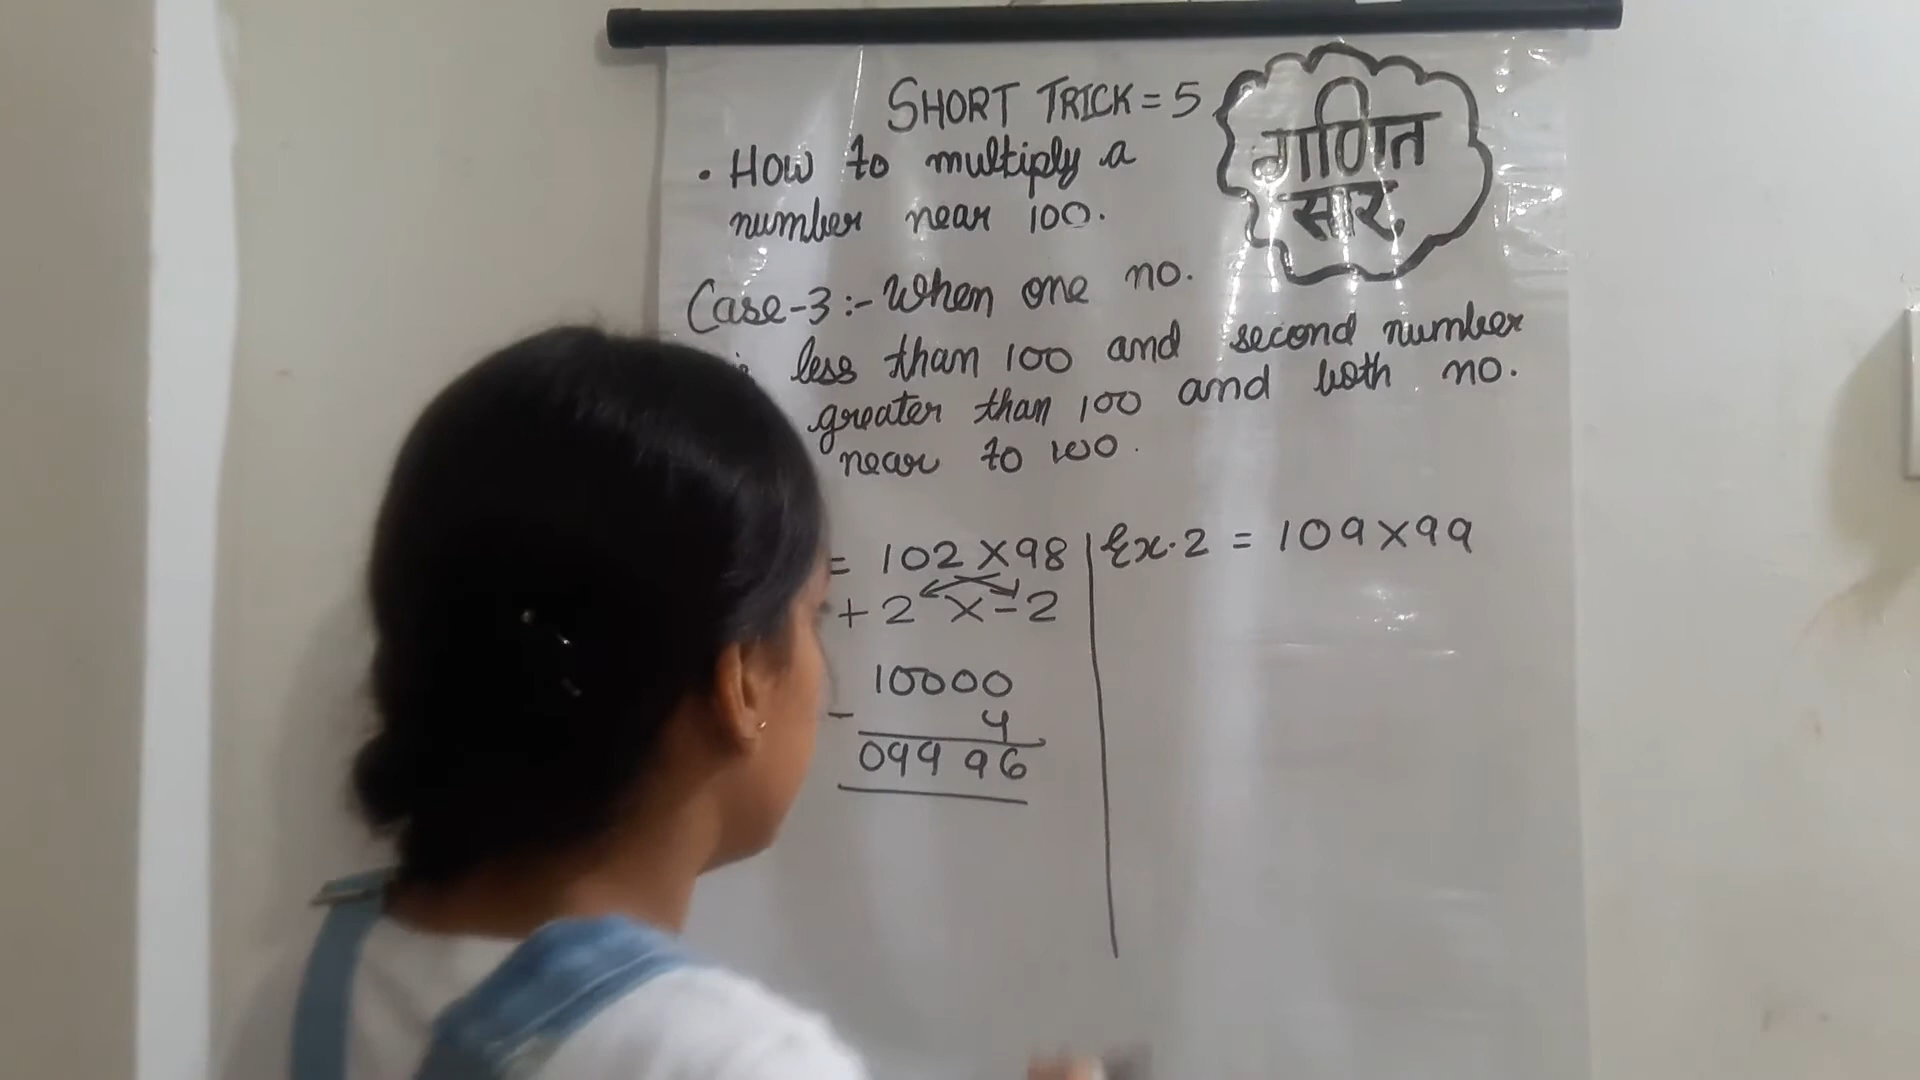 SHORT TRICK = 5
गणित
सार.
• How to multiply a
number near 100.
Case-3:- When one no.
less than 100 and second number
greater than 100 and both no.
near to 100.
= 102 × 98
+ 2 × - 2
10000
- 4
09996
Ex. 2 = 109 × 99